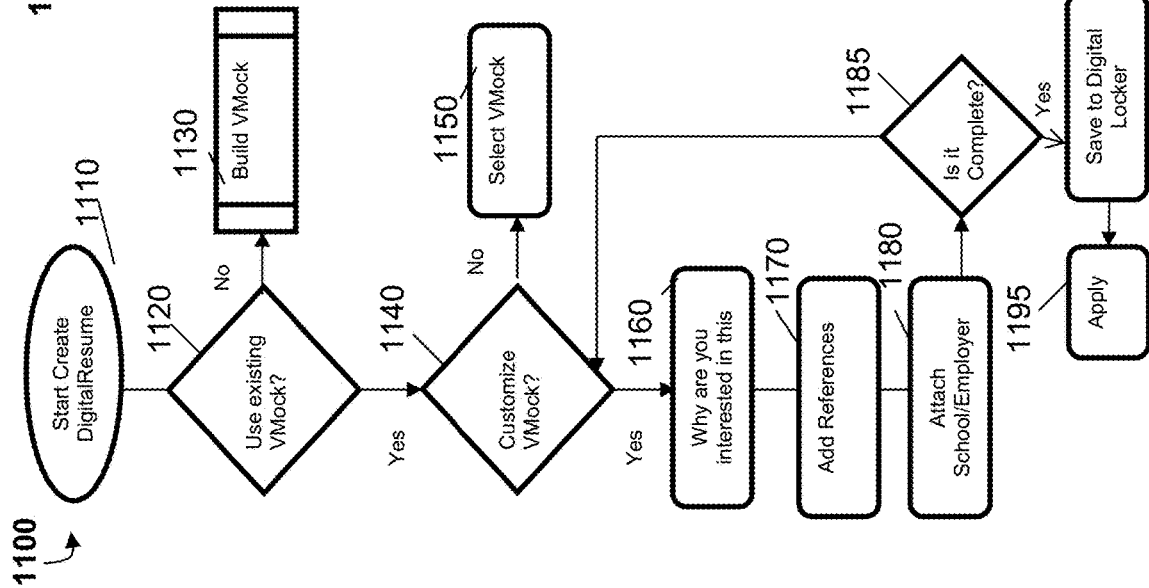 1100
1
Start Create
DigitalResume
1110
1120
Use existing
VMock?
No
1130
Build VMock
Yes
1140
Customize
VMock?
No
1150
Select VMock
Yes
1160
Why are you
interested in this
1170
Add References
1180
Attach
School/Employer
1185
Is it
Complete?
Yes
Save to Digital
Locker
1195
Apply